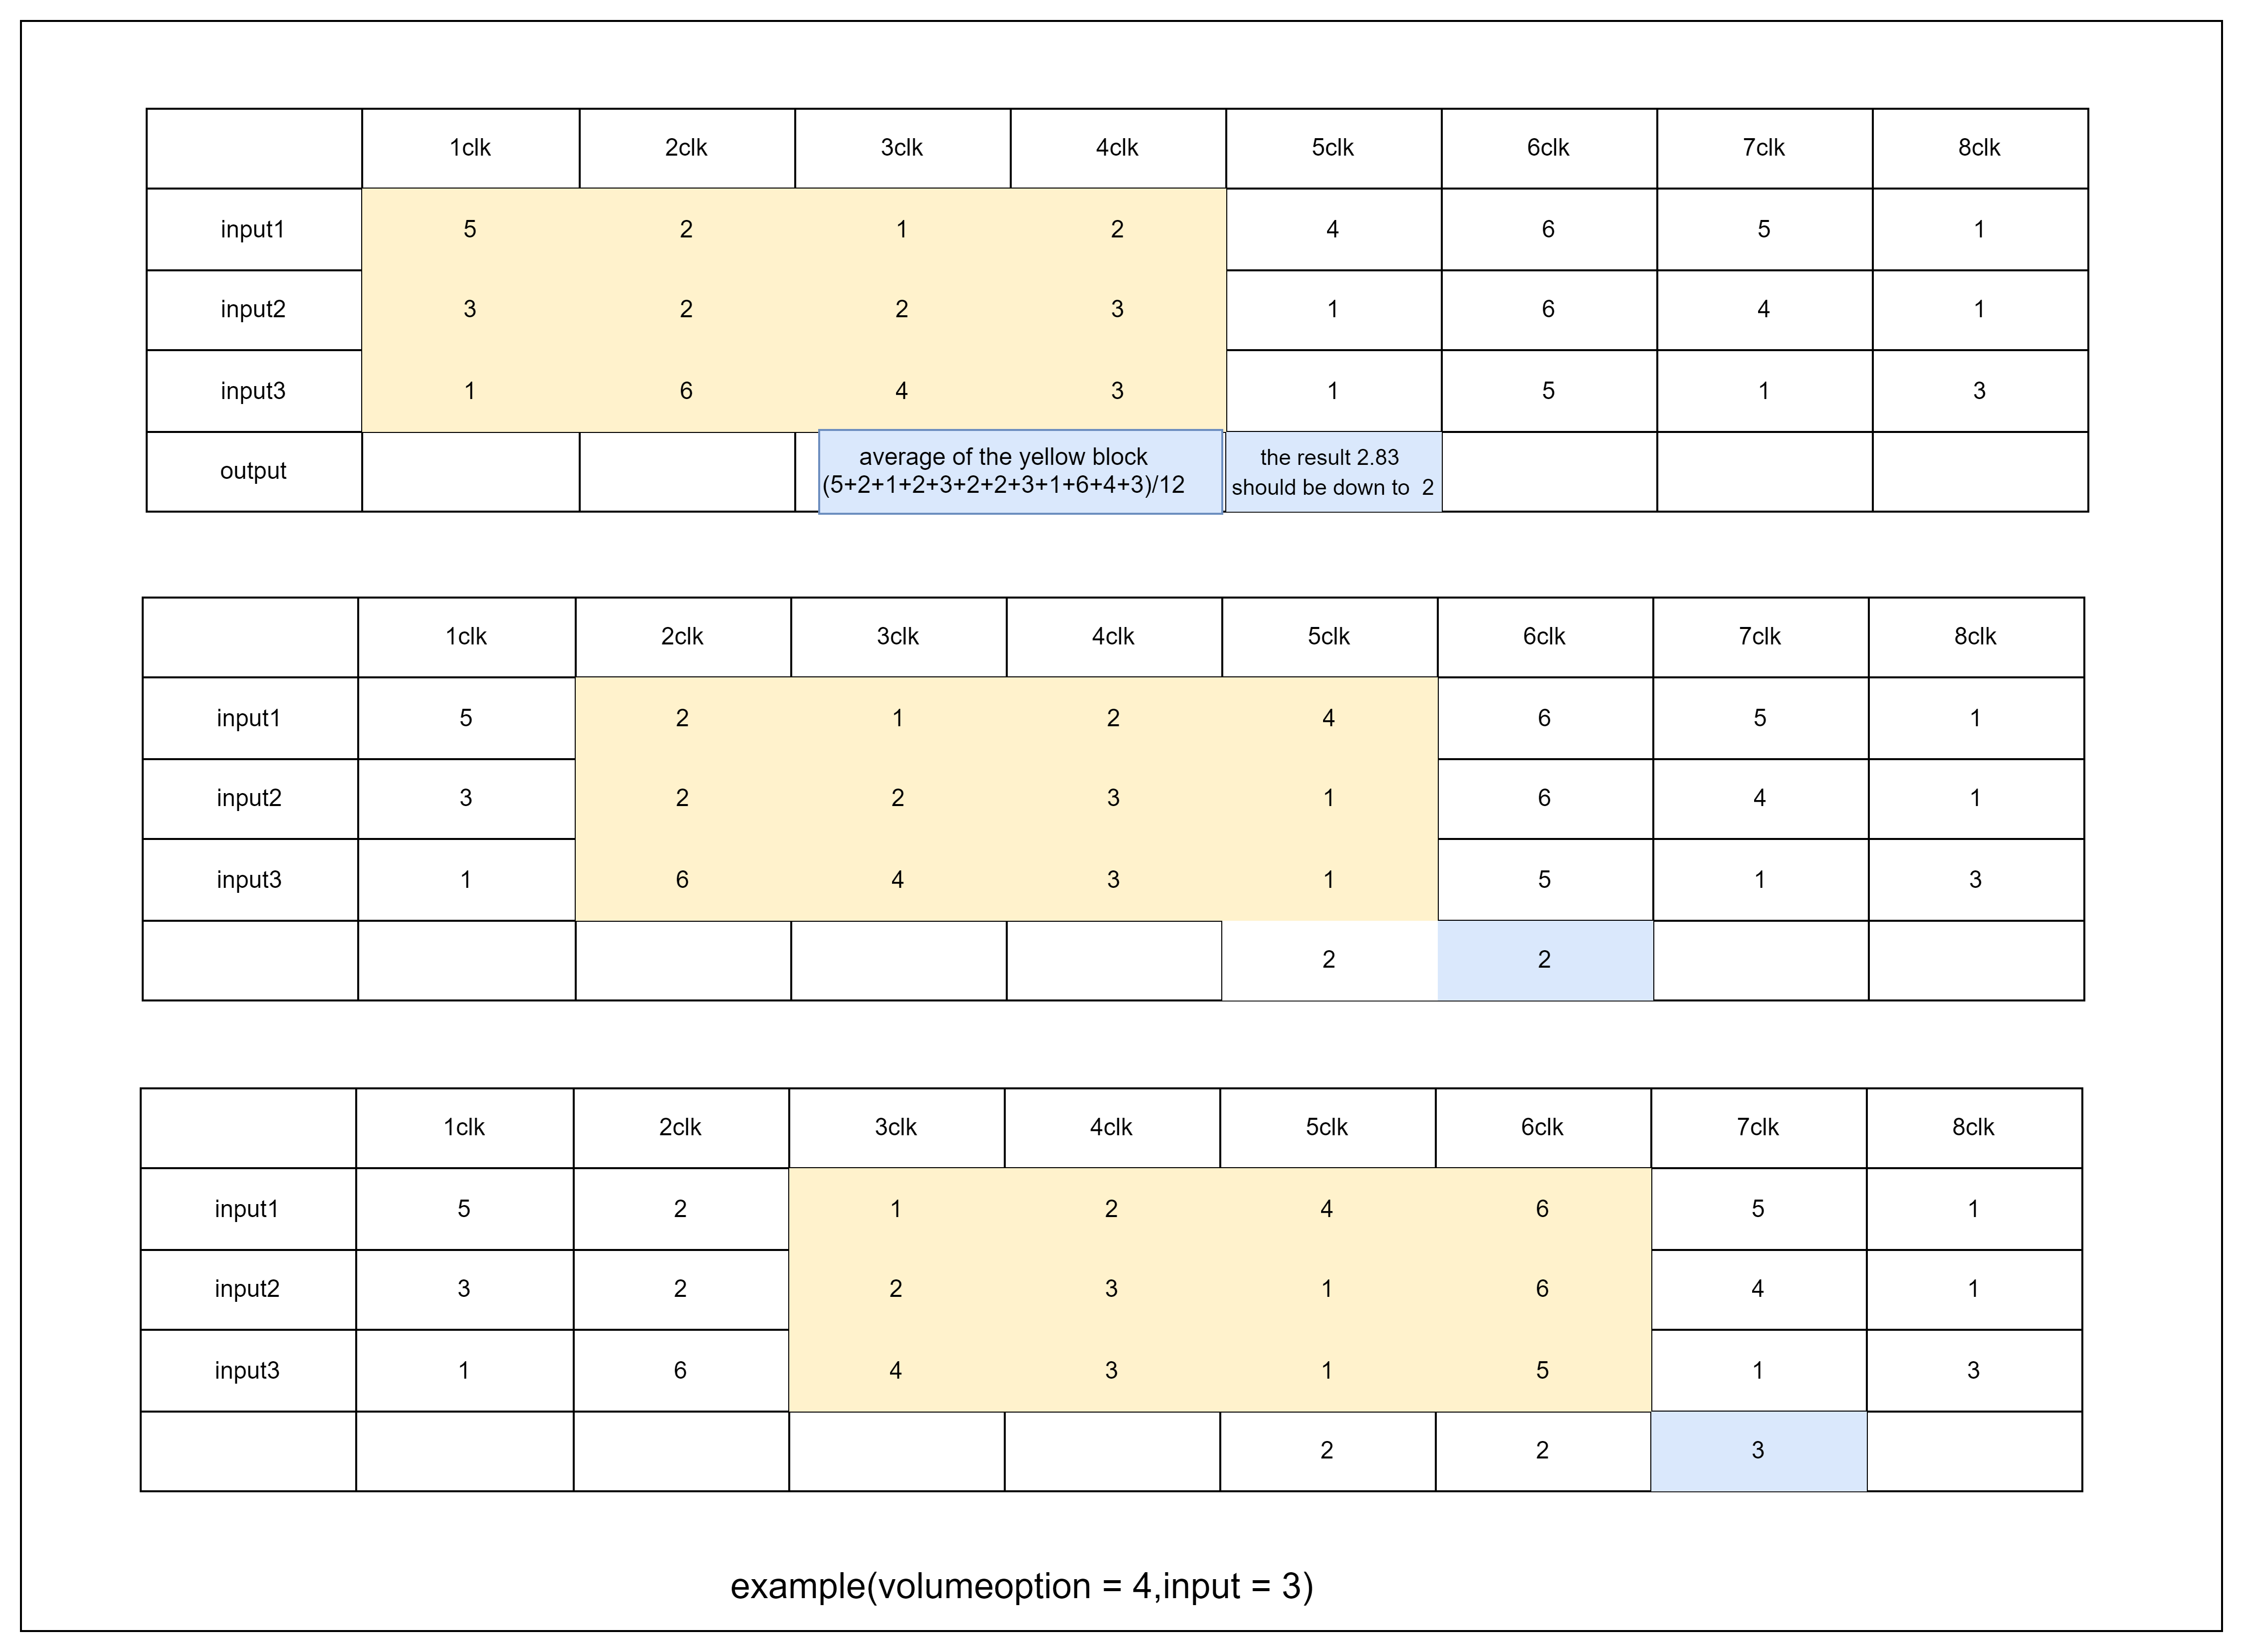 1clk 2clk 3clk 4clk 5clk 6clk 7clk 8clk
input1 5 2 1 2 4 6 5 1
input2 3 2 2 3 1 6 4 1
input3 1 6 4 3 1 5 1 3
output
average of the yellow block
(5+2+1+2+3+2+2+3+1+6+4+3)/12
the result 2.83
should be down to 2
1clk 2clk 3clk 4clk 5clk 6clk 7clk 8clk
input1 5 2 1 2 4 6 5 1
input2 3 2 2 3 1 6 4 1
input3 1 6 4 3 1 5 1 3
2 2
1clk 2clk 3clk 4clk 5clk 6clk 7clk 8clk
input1 5 2 1 2 4 6 5 1
input2 3 2 2 3 1 6 4 1
input3 1 6 4 3 1 5 1 3
2 2 3
example(volumeoption = 4,input = 3)